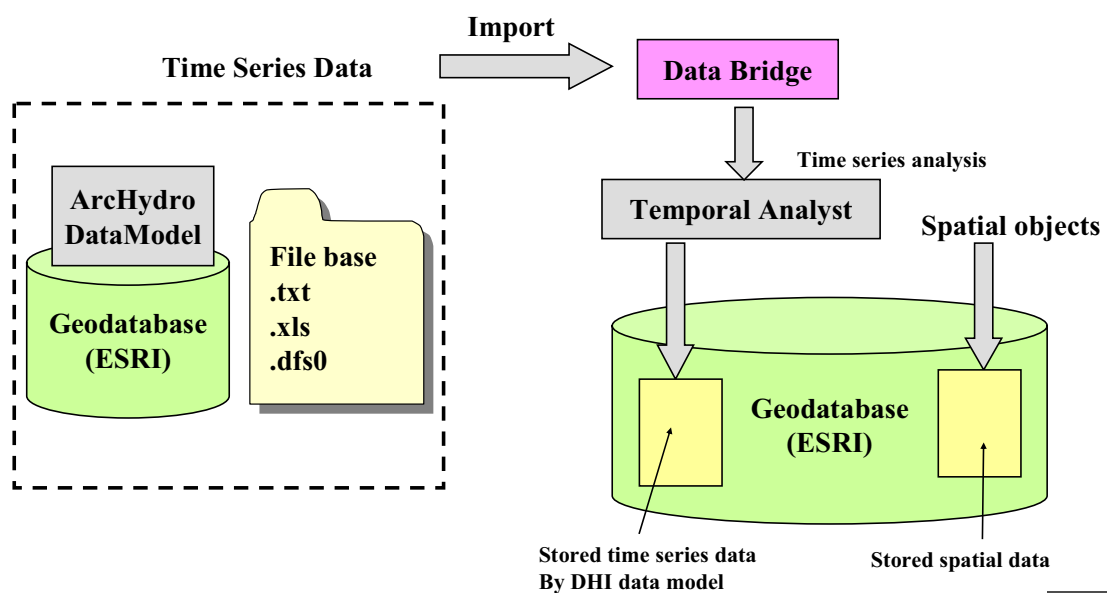 Import
Time Series Data
Data Bridge
Time series analysis
ArcHydro
DataModel
File base
.txt
.xls
.dfs0
Geodatabase
(ESRI)
Temporal Analyst
Spatial objects
Geodatabase
(ESRI)
Stored time series data
By DHI data model
Stored spatial data